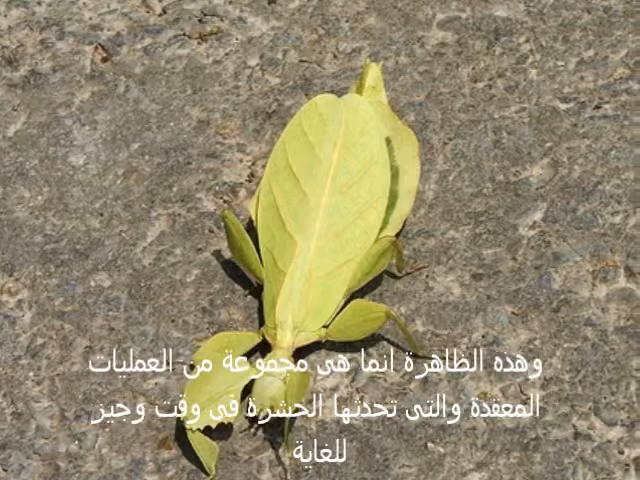 وهذه الظاهرة انما هى مجموعة من العمليات
المعقدة والتى تحدثها الحشرة فى وقت وجيز
للغاية